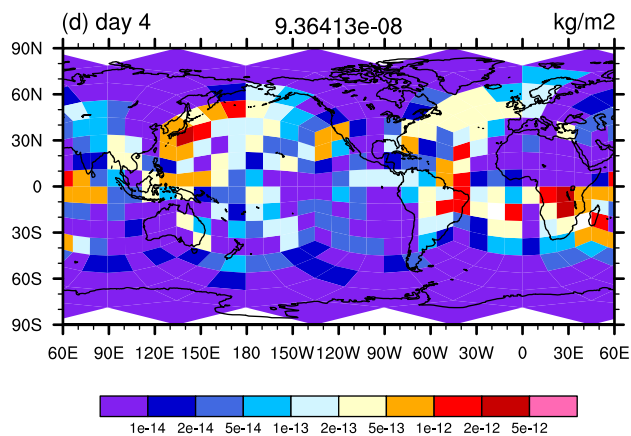 (d) day 4 9.36413e-08 kg/m2
90N
60N
30N
0
30S
60S
90S
60E 90E 120E 150E 180 150W 120W 90W 60W 30W 0 30E 60E
1e-14 2e-14 5e-14 1e-13 2e-13 5e-13 1e-12 2e-12 5e-12